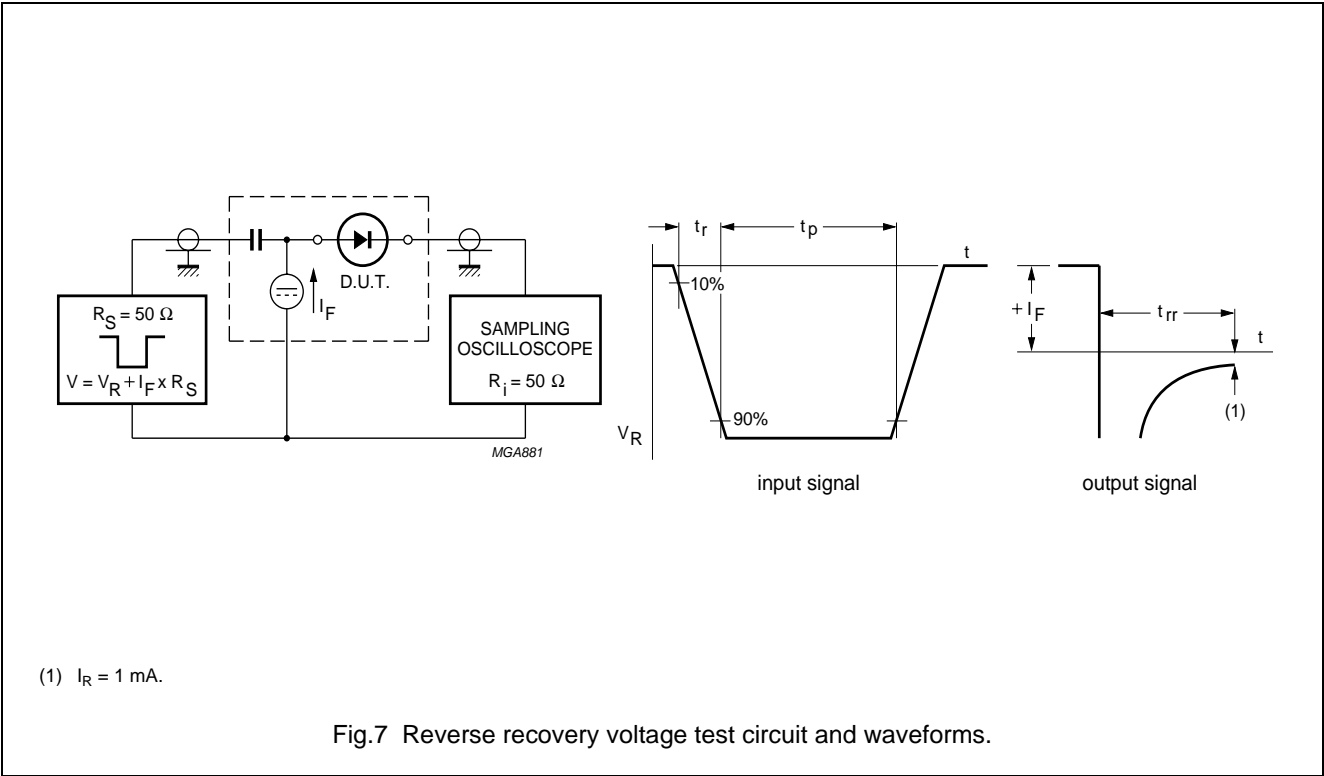 R_S = 50 Ω
V = V_R + I_F x R_S
I_F
D.U.T.
SAMPLING
OSCILLOSCOPE
R_i = 50 Ω
MGA881
t_r
t_p
t
10%
90%
V_R
input signal
+ I_F
t_rr
t
(1)
output signal
(1) I_R = 1 mA.
Fig.7 Reverse recovery voltage test circuit and waveforms.